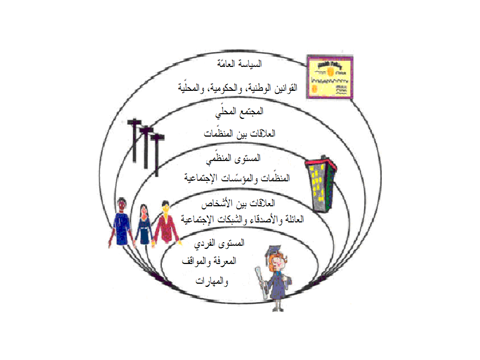 السياسة العامّة
القوانين الوطنية، والحكومية، والمحلّية
المجتمع المحلّي
العلاقات بين المنظّمات
المستوى المنظّمي
المنظّمات والمؤسّسات الإجتماعية
العلاقات بين الأشخاص
العائلة والأصدقاء والشبكات الإجتماعية
المستوى الفردي
المعرفة والمواقف
والمهارات